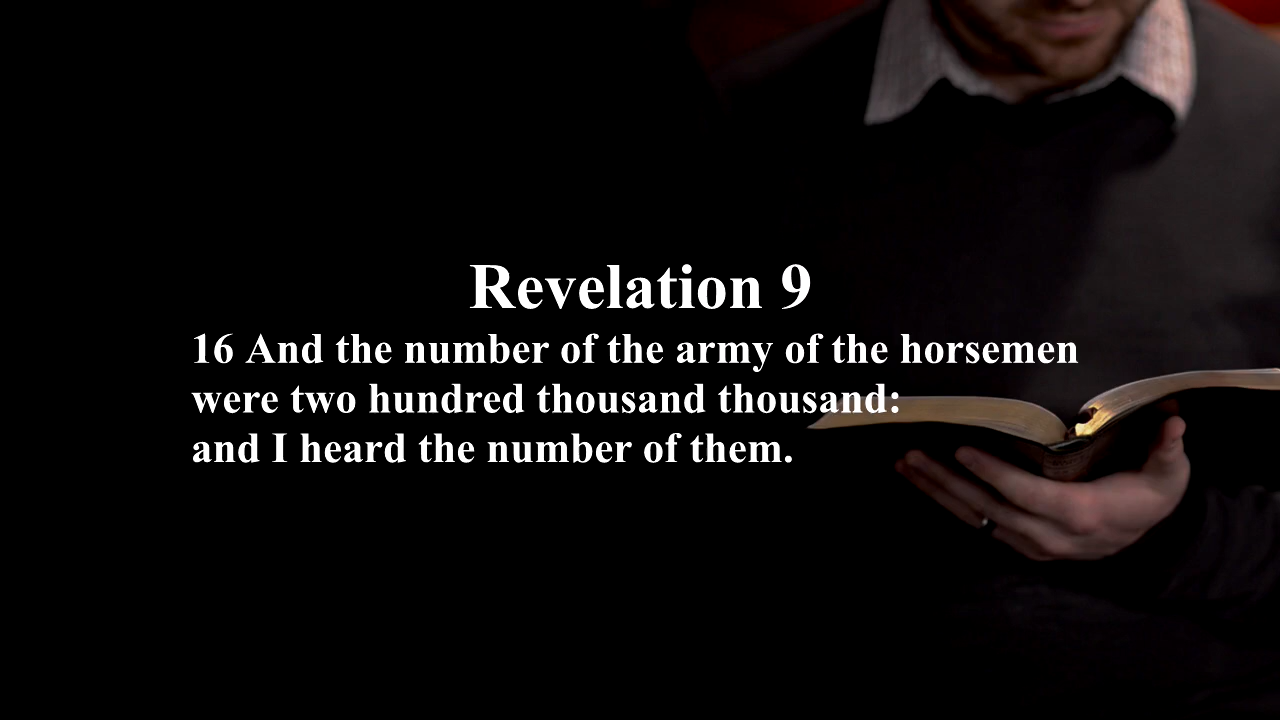 Revelation 9
16 And the number of the army of the horsemen
were two hundred thousand thousand:
and I heard the number of them.